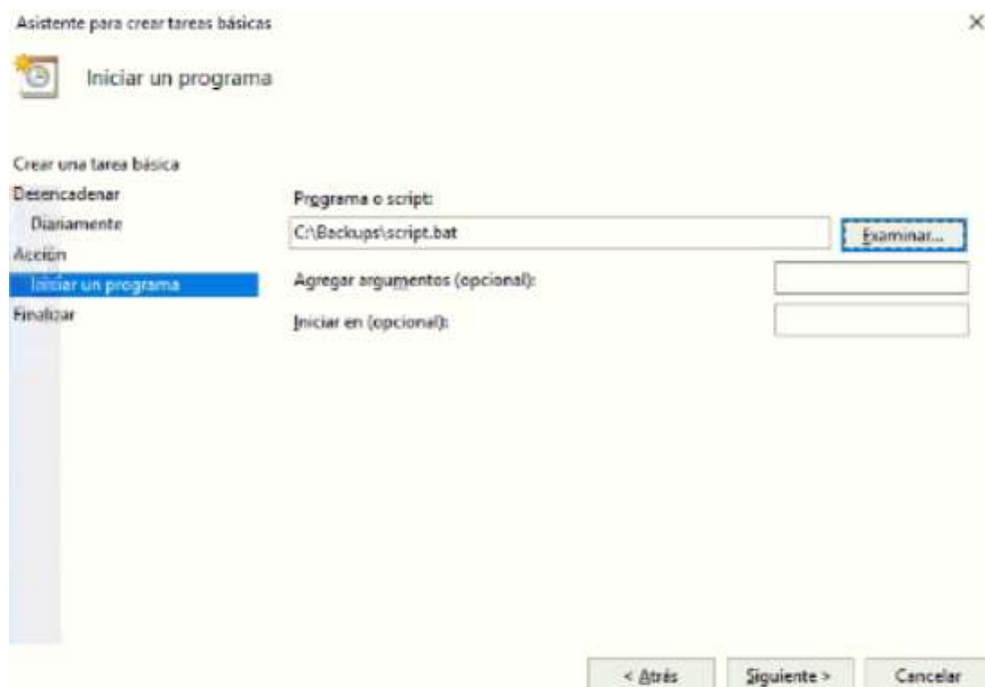 Asistente para crear tareas básicas
Iniciar un programa
Crear una tarea básica
Desencadenar
Diariamente
Acción
Iniciar un programa
Finalizar
Programa o script:
C:\Backups\script.bat
Examinar...
Agregar argumentos (opcional):
Iniciar en (opcional):
< Atrás
Siguiente >
Cancelar